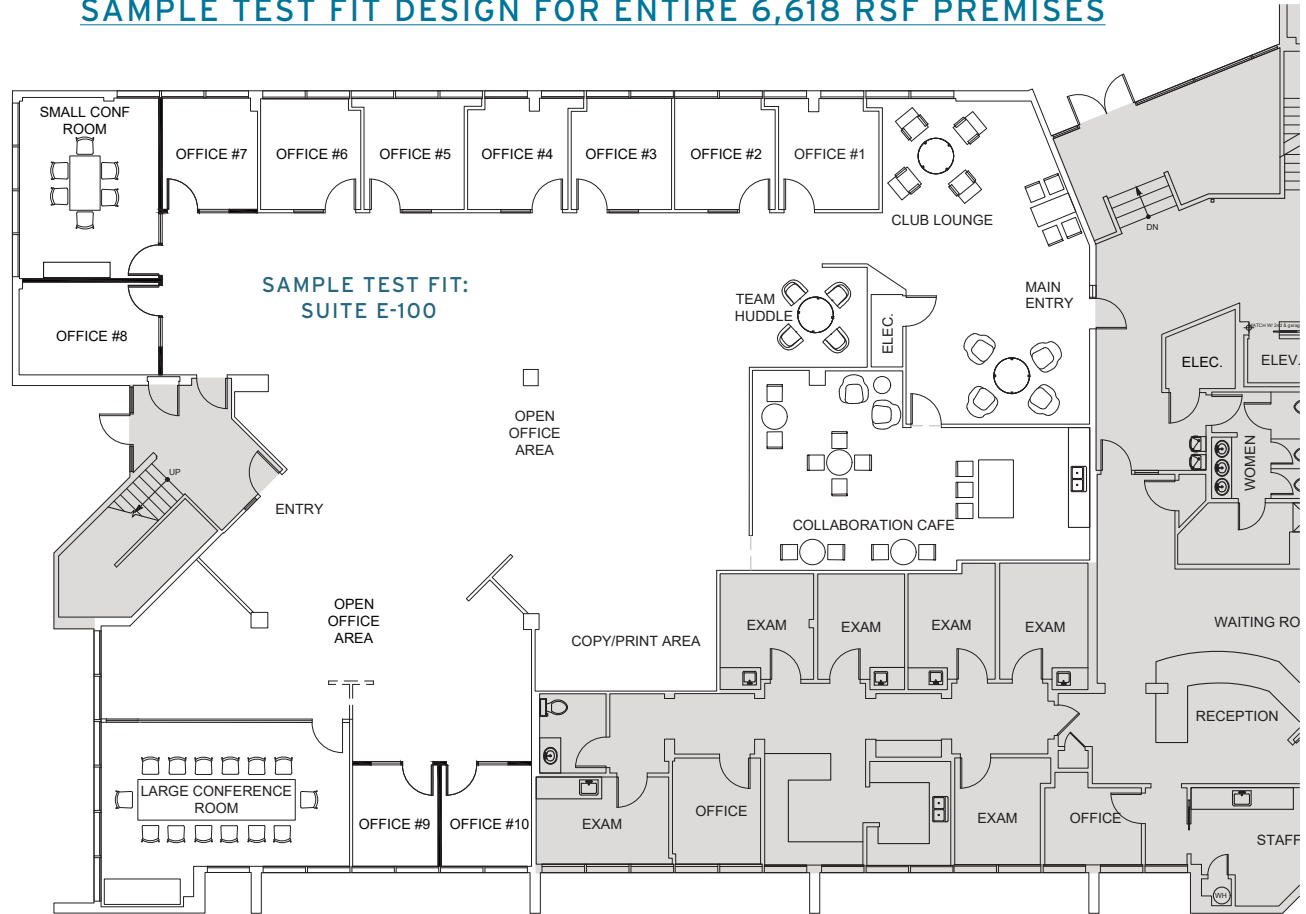 SAMPLE TEST FIT DESIGN FOR ENTIRE 6,618 RSF PREMISES
SMALL CONF
ROOM
OFFICE #7
OFFICE #6
OFFICE #5
OFFICE #4
OFFICE #3
OFFICE #2
OFFICE #1
CLUB LOUNGE
DN
SAMPLE TEST FIT:
SUITE E-100
TEAM
HUDDLE
ELEC.
MAIN
ENTRY
OFFICE #8
ELEC.
ELEV.
OPEN
OFFICE
AREA
UP
WOMEN
ENTRY
COLLABORATION CAFE
OPEN
OFFICE
AREA
COPY/PRINT AREA
EXAM
EXAM
EXAM
EXAM
WAITING RO
RECEPTION
LARGE CONFERENCE
ROOM
OFFICE #9
OFFICE #10
EXAM
OFFICE
EXAM
OFFICE
STAFF
WH